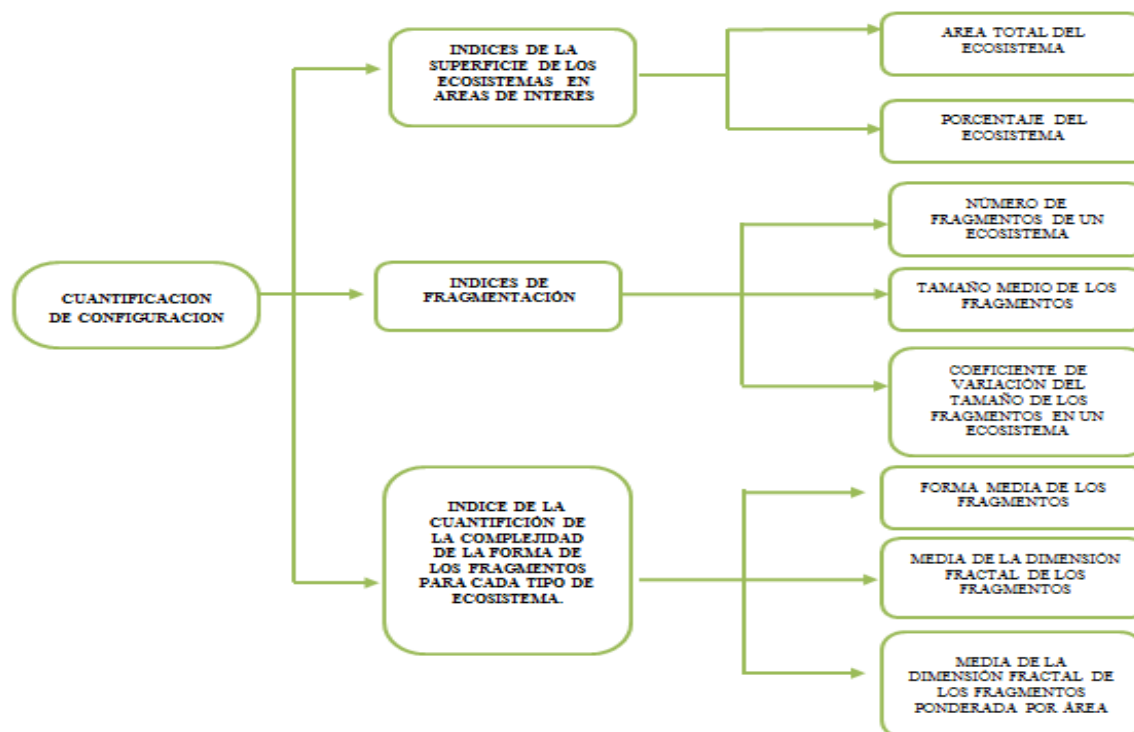 CUANTIFICACION
DE CONFIGURACION
INDICES DE LA
SUPERFICIE DE LOS
ECOSISTEMAS EN
AREAS DE INTERES
AREA TOTAL DEL
ECOSISTEMA
PORCENTAJE DEL
ECOSISTEMA
INDICES DE
FRAGMENTACIÓN
NÚMERO DE
FRAGMENTOS DE UN
ECOSISTEMA
TAMAÑO MEDIO DE LOS
FRAGMENTOS
COEFICIENTE DE
VARIACIÓN DEL
TAMAÑO DE LOS
FRAGMENTOS EN UN
ECOSISTEMA
INDICE DE LA
CUANTIFICIÓN DE
LA COMPLEJIDAD
DE LA FORMA DE
LOS FRAGMENTOS
PARA CADA TIPO DE
ECOSISTEMA.
FORMA MEDIA DE LOS
FRAGMENTOS
MEDIA DE LA DIMENSIÓN
FRACTAL DE LOS
FRAGMENTOS
MEDIA DE LA
DIMENSIÓN FRACTAL DE
LOS FRAGMENTOS
PONDERADA POR ÁREA